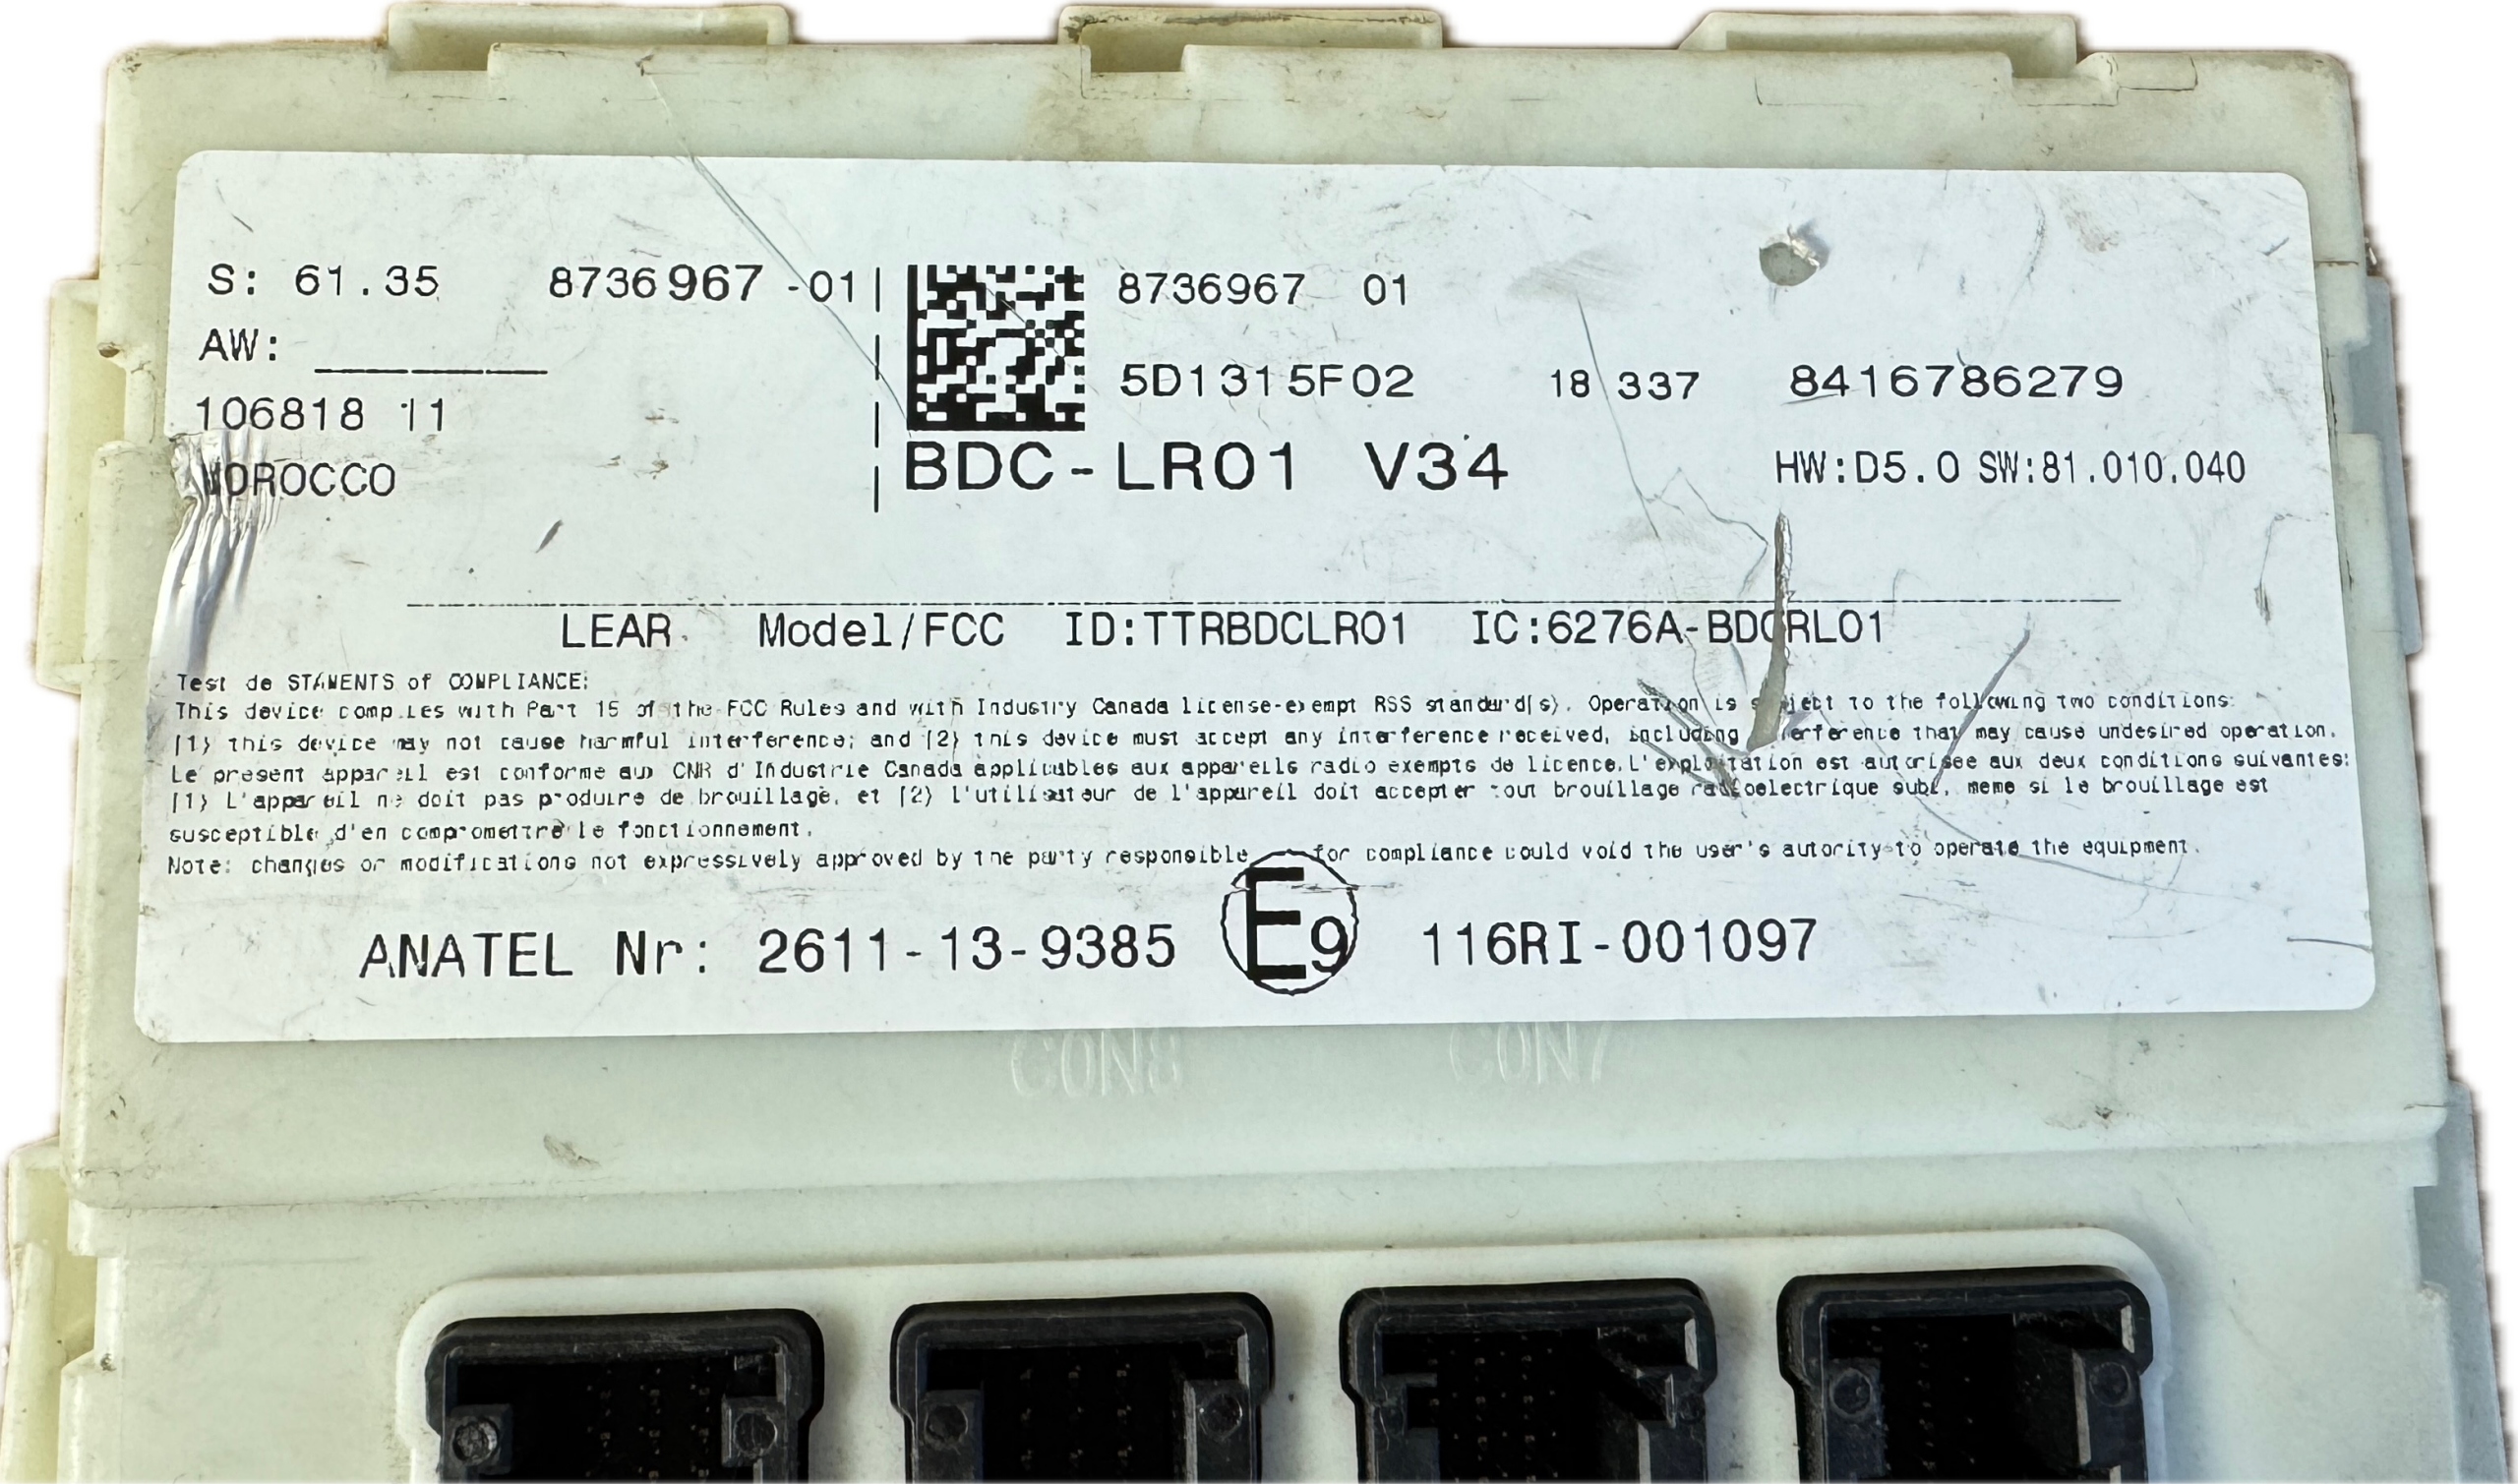 S: 61.35 8736967 -01
AW:
106818 11
MOROCCO
8736967 01
5D1315F02 18 337 8416786279
BDC-LR01 V34 HW:D5.0 SW:81.010.040
LEAR Model/FCC ID:TTRBDCLR01 IC:6276A-BDCRL01
Test de STAMENTS of COMPLIANCE:
This device complies with Part 15 of the FCC Rules and with Industry Canada license-exempt RSS standard(s). Operation is subject to the following two conditions:
(1) this device may not cause harmful interference; and (2) this device must accept any interference received, including interference that may cause undesired operation.
Le present appareil est conforme aux CNR d'Industrie Canada applicables aux appareils radio exempts de licence.L'exploitation est autorisee aux deux conditions suivantes:
(1) L'appareil ne doit pas produire de brouillage, et (2) l'utilisateur de l'appareil doit accepter tout brouillage radioelectrique subi, meme si le brouillage est
susceptible d'en compromettre le fonctionnement.
Note: changes or modifications not expressively approved by the party responsible for compliance could void the user's autority to operate the equipment.
ANATEL Nr: 2611-13-9385 E9 116RI-001097
CON8 CON7